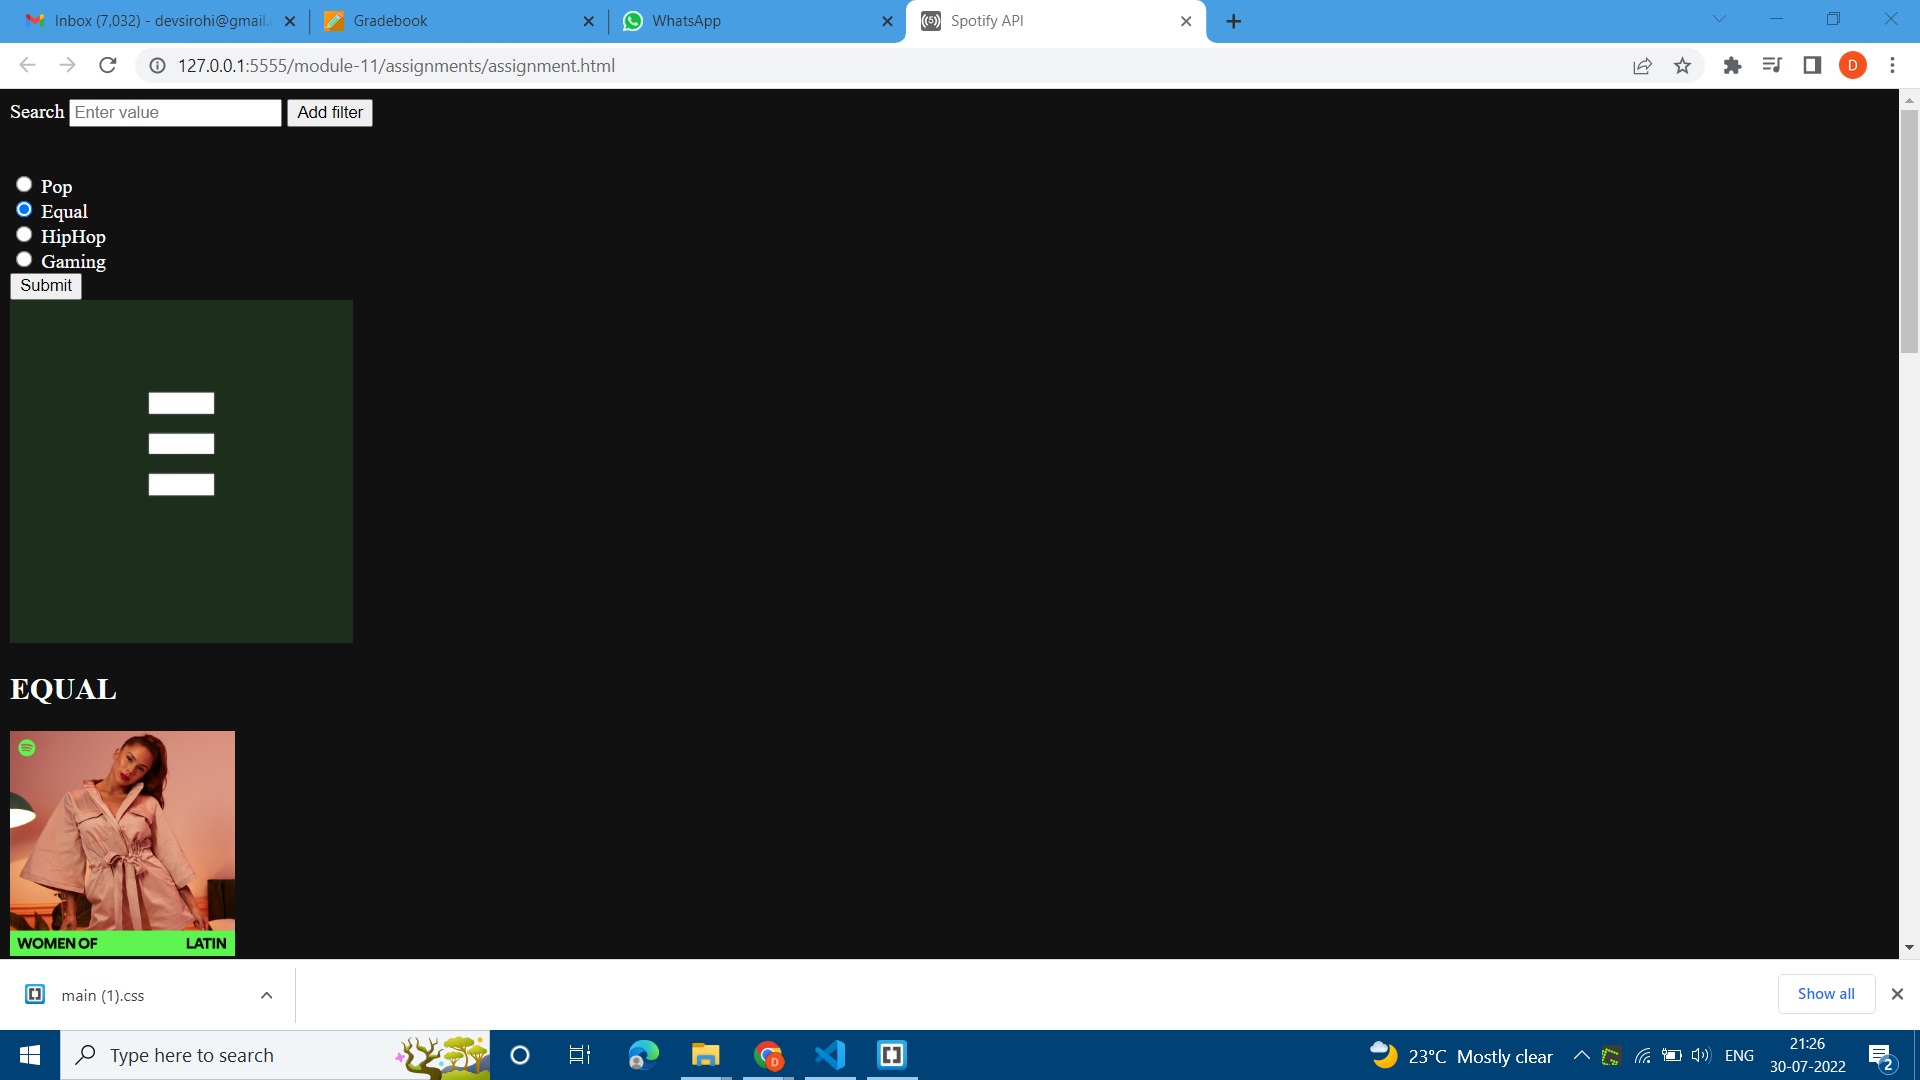 Inbox (7,032) - devsirohi@gmail.
Gradebook
WhatsApp
Spotify API
127.0.0.1:5555/module-11/assignments/assignment.html
D
Search Enter value Add filter
Pop
Equal
HipHop
Gaming
Submit
EQUAL
WOMEN OF LATIN
main (1).css
Show all
Type here to search
D
23°C Mostly clear
ENG
21:26
30-07-2022
2